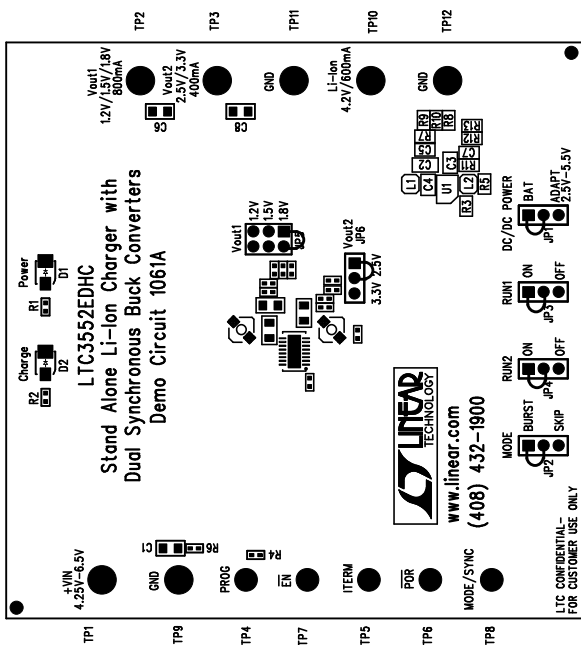 TP2
TP3
TP11
TP10
TP12
Vout1
1.2V/1.5V/1.8V
800mA
Vout2
2.5V/3.3V
400mA
GND
Li-Ion
4.2V/600mA
GND
C6
C8
R9
R10
R8
R7
C5
C2
R13
R12
C7
R11
C3
L1
C4
U1
L2
R5
R3
Power
D1
R1
Charge
D2
R2
LTC3552EDHC
Stand Alone Li-Ion Charger with
Dual Synchronous Buck Converters
Demo Circuit 1061A
Vout1
1.2V
1.5V
1.8V
JP5
Vout2
JP6
3.3V 2.5V
DC/DC POWER
BAT
JP1
ADAPT
2.5V-5.5V
RUN1
ON
JP3
OFF
RUN2
ON
JP4
OFF
MODE
BURST
JP2
SKIP
LINEAR
TECHNOLOGY
www.linear.com
(408) 432-1900
C1
R6
R4
+VIN
4.25V-6.5V
GND
PROG
EN
ITERM
POR
MODE/SYNC
LTC CONFIDENTIAL-
FOR CUSTOMER USE ONLY
TP1
TP9
TP4
TP7
TP5
TP6
TP8